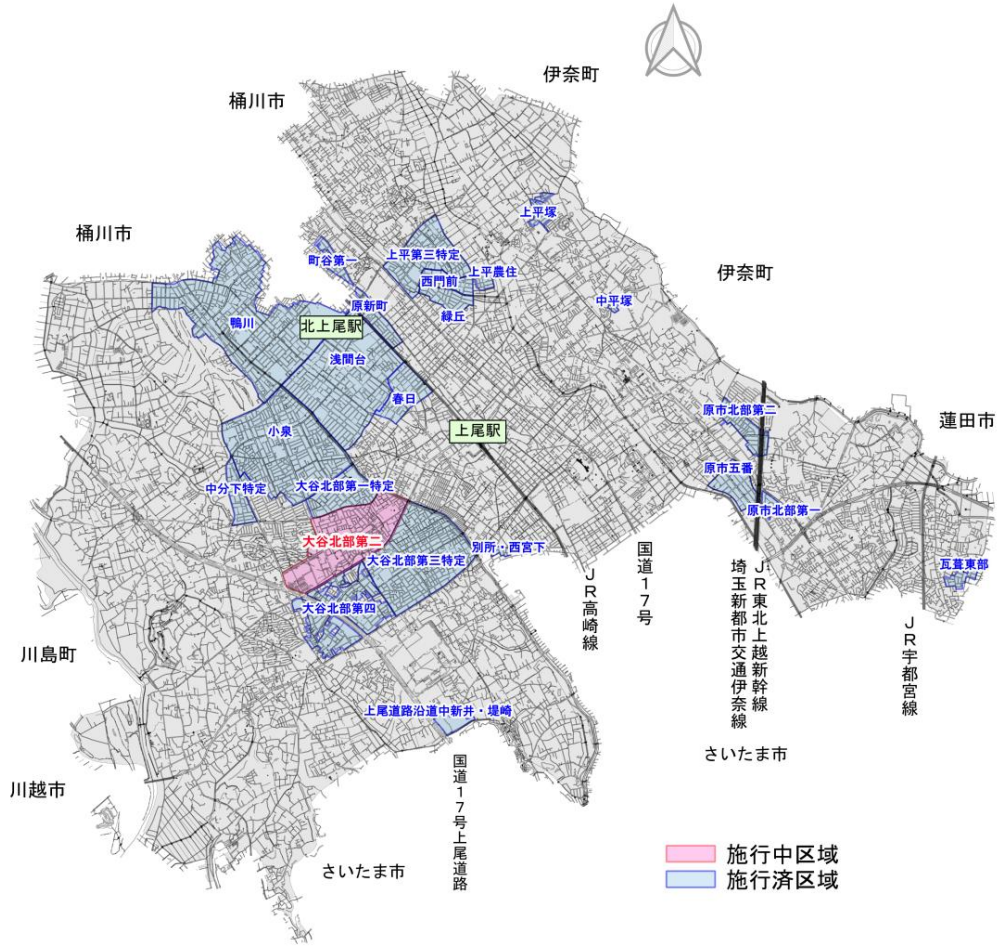 伊奈町
桶川市
上平塚
桶川市
町谷第一
上平第三特定
上平農住
西門前
伊奈町
原新町
緑丘
中平塚
鴨川
北上尾駅
浅間台
春日
原市北部第二
蓮田市
小泉
上尾駅
原市五番
中分下特定
大谷北部第一特定
原市北部第一
大谷北部第二
大谷北部第三特定
別所・西宮下
瓦葺東部
大谷北部第四
JR高崎線
国道17号
埼玉新都市交通伊奈線
JR東北上越新幹線
JR宇都宮線
川島町
上尾道路沿道中新井・堤崎
さいたま市
川越市
国道17号上尾道路
さいたま市
施行中区域
施行済区域